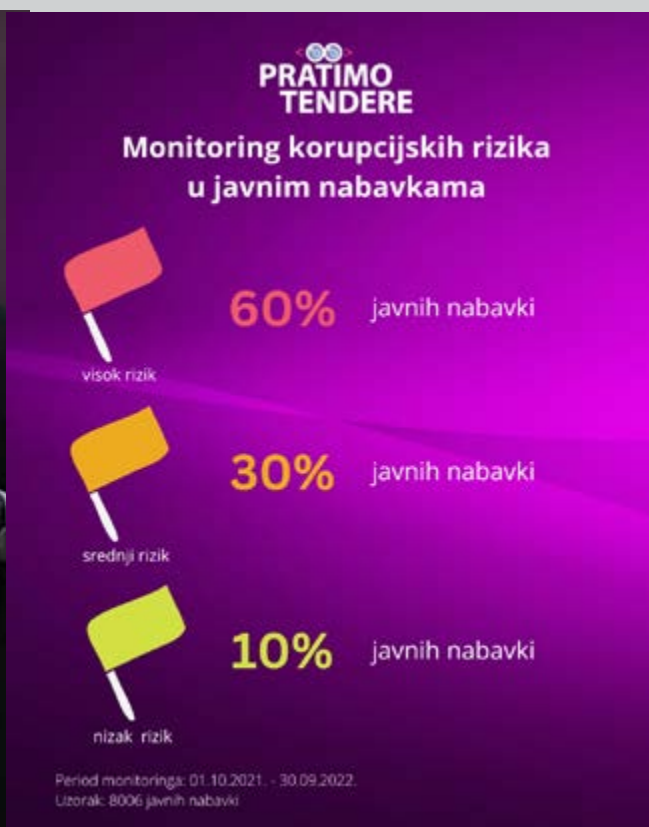 PRATIMO
TENDERE
Monitoring korupcijskih rizika
u javnim nabavkama
60% javnih nabavki
visok rizik
30% javnih nabavki
srednji rizik
10% javnih nabavki
nizak rizik
Period monitoringa: 01.10.2021. - 30.09.2022.
Uzorak: 8006 javnih nabavki